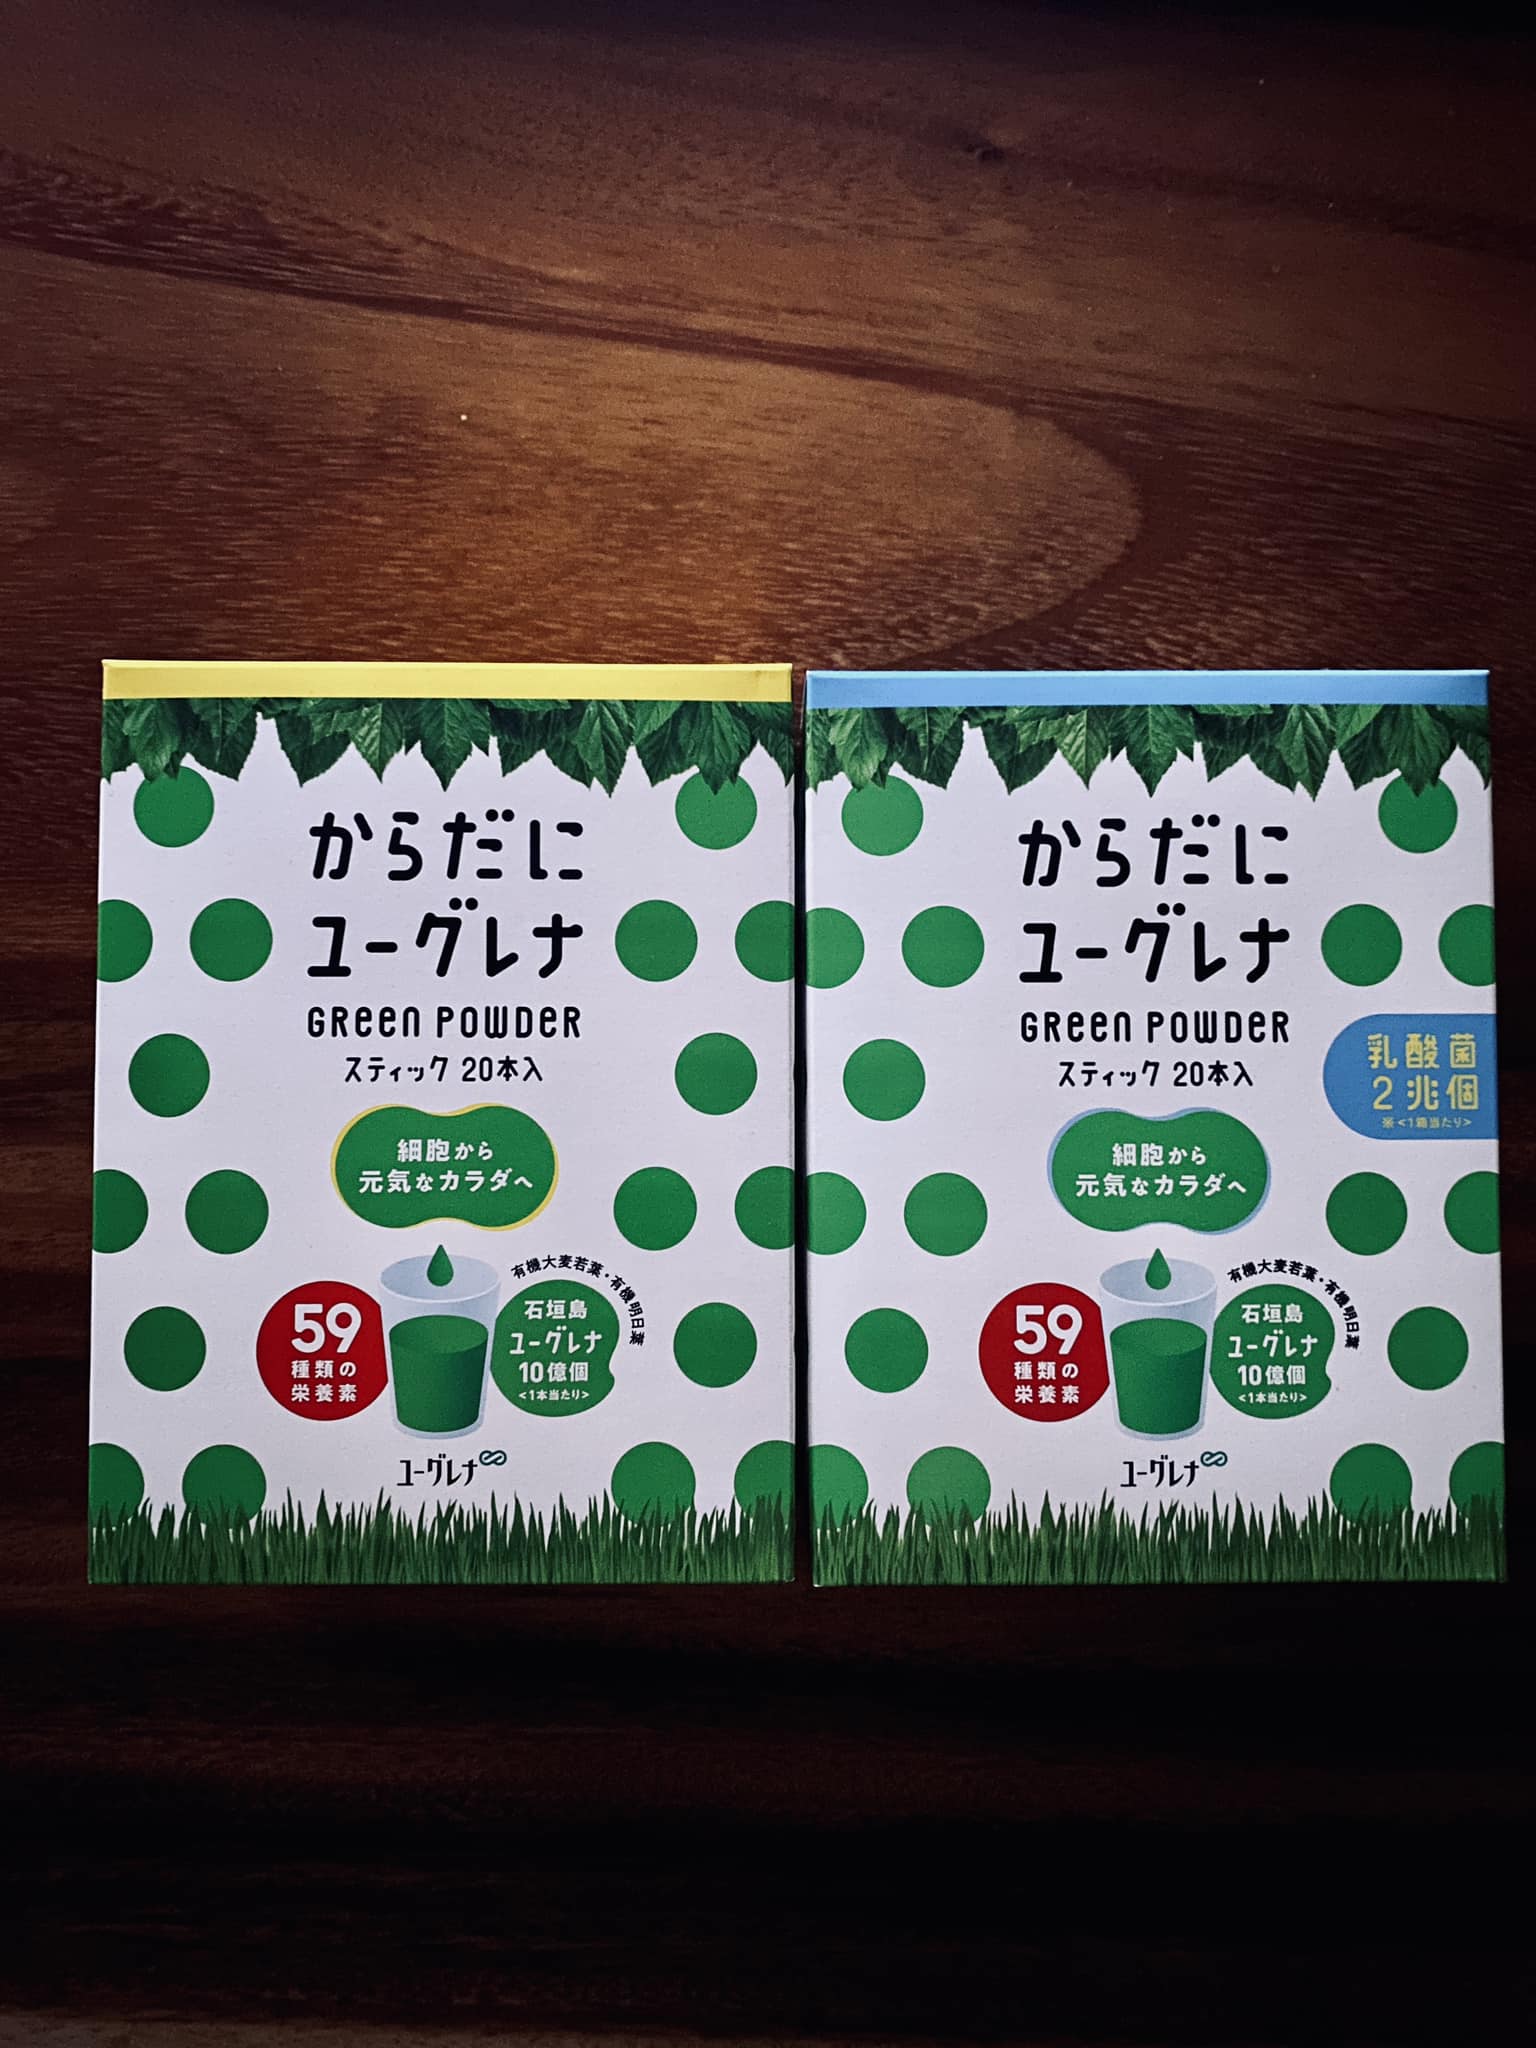 からだに
ユーグレナ
GReen POWDeR
スティック 20本入
細胞から
元気なカラダへ
有機大麦若葉・有機明日葉
59
種類の
栄養素
石垣島
ユーグレナ
10億個
<1本当たり>
ユーグレナ
からだに
ユーグレナ
GReen POWDeR
スティック 20本入
乳酸菌
2兆個
※<1箱当たり>
細胞から
元気なカラダへ
有機大麦若葉・有機明日葉
59
種類の
栄養素
石垣島
ユーグレナ
10億個
<1本当たり>
ユーグレナ